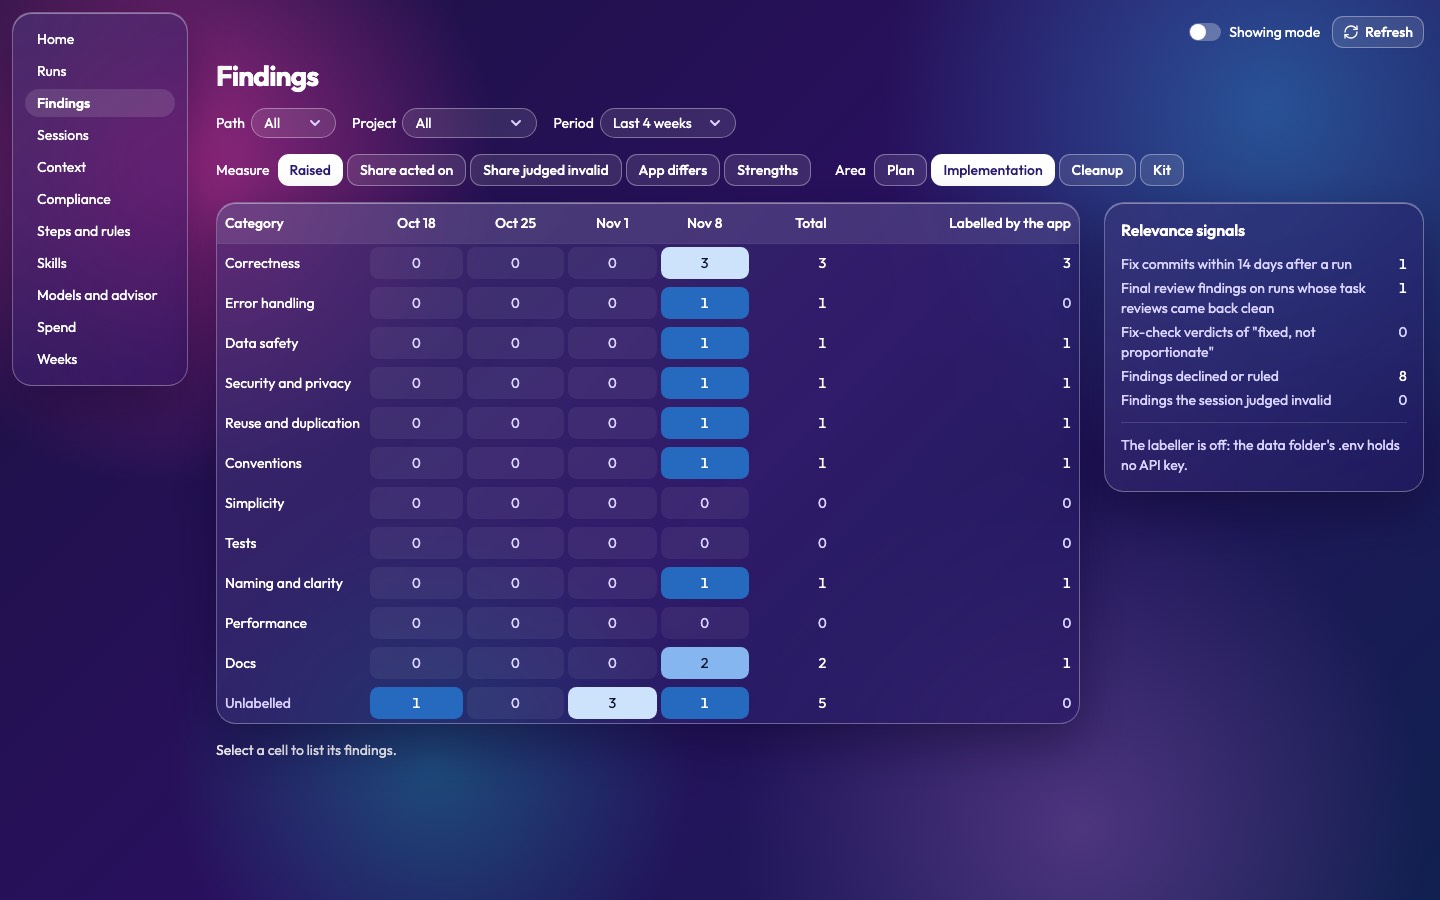 Home
Runs
Findings
Sessions
Context
Compliance
Steps and rules
Skills
Models and advisor
Spend
Weeks
Showing mode
Refresh
Findings
Path All Project All Period Last 4 weeks
Measure Raised Share acted on Share judged invalid App differs Strengths Area Plan Implementation Cleanup Kit
Category Oct 18 Oct 25 Nov 1 Nov 8 Total Labelled by the app
Correctness 0 0 0 3 3 3
Error handling 0 0 0 1 1 0
Data safety 0 0 0 1 1 1
Security and privacy 0 0 0 1 1 1
Reuse and duplication 0 0 0 1 1 1
Conventions 0 0 0 1 1 1
Simplicity 0 0 0 0 0 0
Tests 0 0 0 0 0 0
Naming and clarity 0 0 0 1 1 1
Performance 0 0 0 0 0 0
Docs 0 0 0 2 2 1
Unlabelled 1 0 3 1 5 0
Select a cell to list its findings.
Relevance signals
Fix commits within 14 days after a run 1
Final review findings on runs whose task 1
reviews came back clean
Fix-check verdicts of "fixed, not 0
proportionate"
Findings declined or ruled 8
Findings the session judged invalid 0
The labeller is off: the data folder's .env holds
no API key.